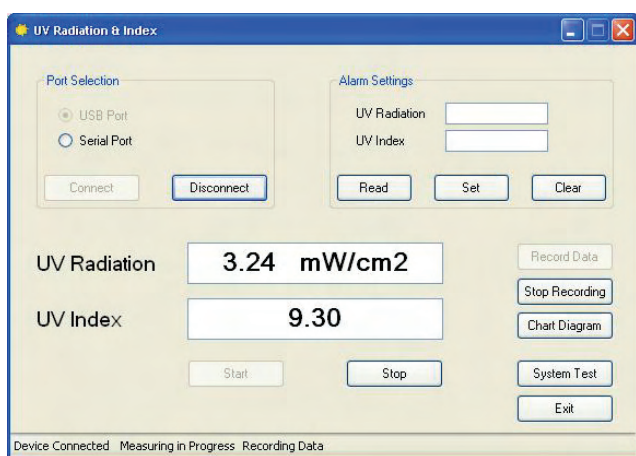 UV Radiation & Index
Port Selection
USB Port
Serial Port
Connect Disconnect
Alarm Settings
UV Radiation
UV Index
Read Set Clear
UV Radiation 3.24 mW/cm2
UV Index 9.30
Start Stop
Record Data
Stop Recording
Chart Diagram
System Test
Exit
Device Connected Measuring in Progress Recording Data